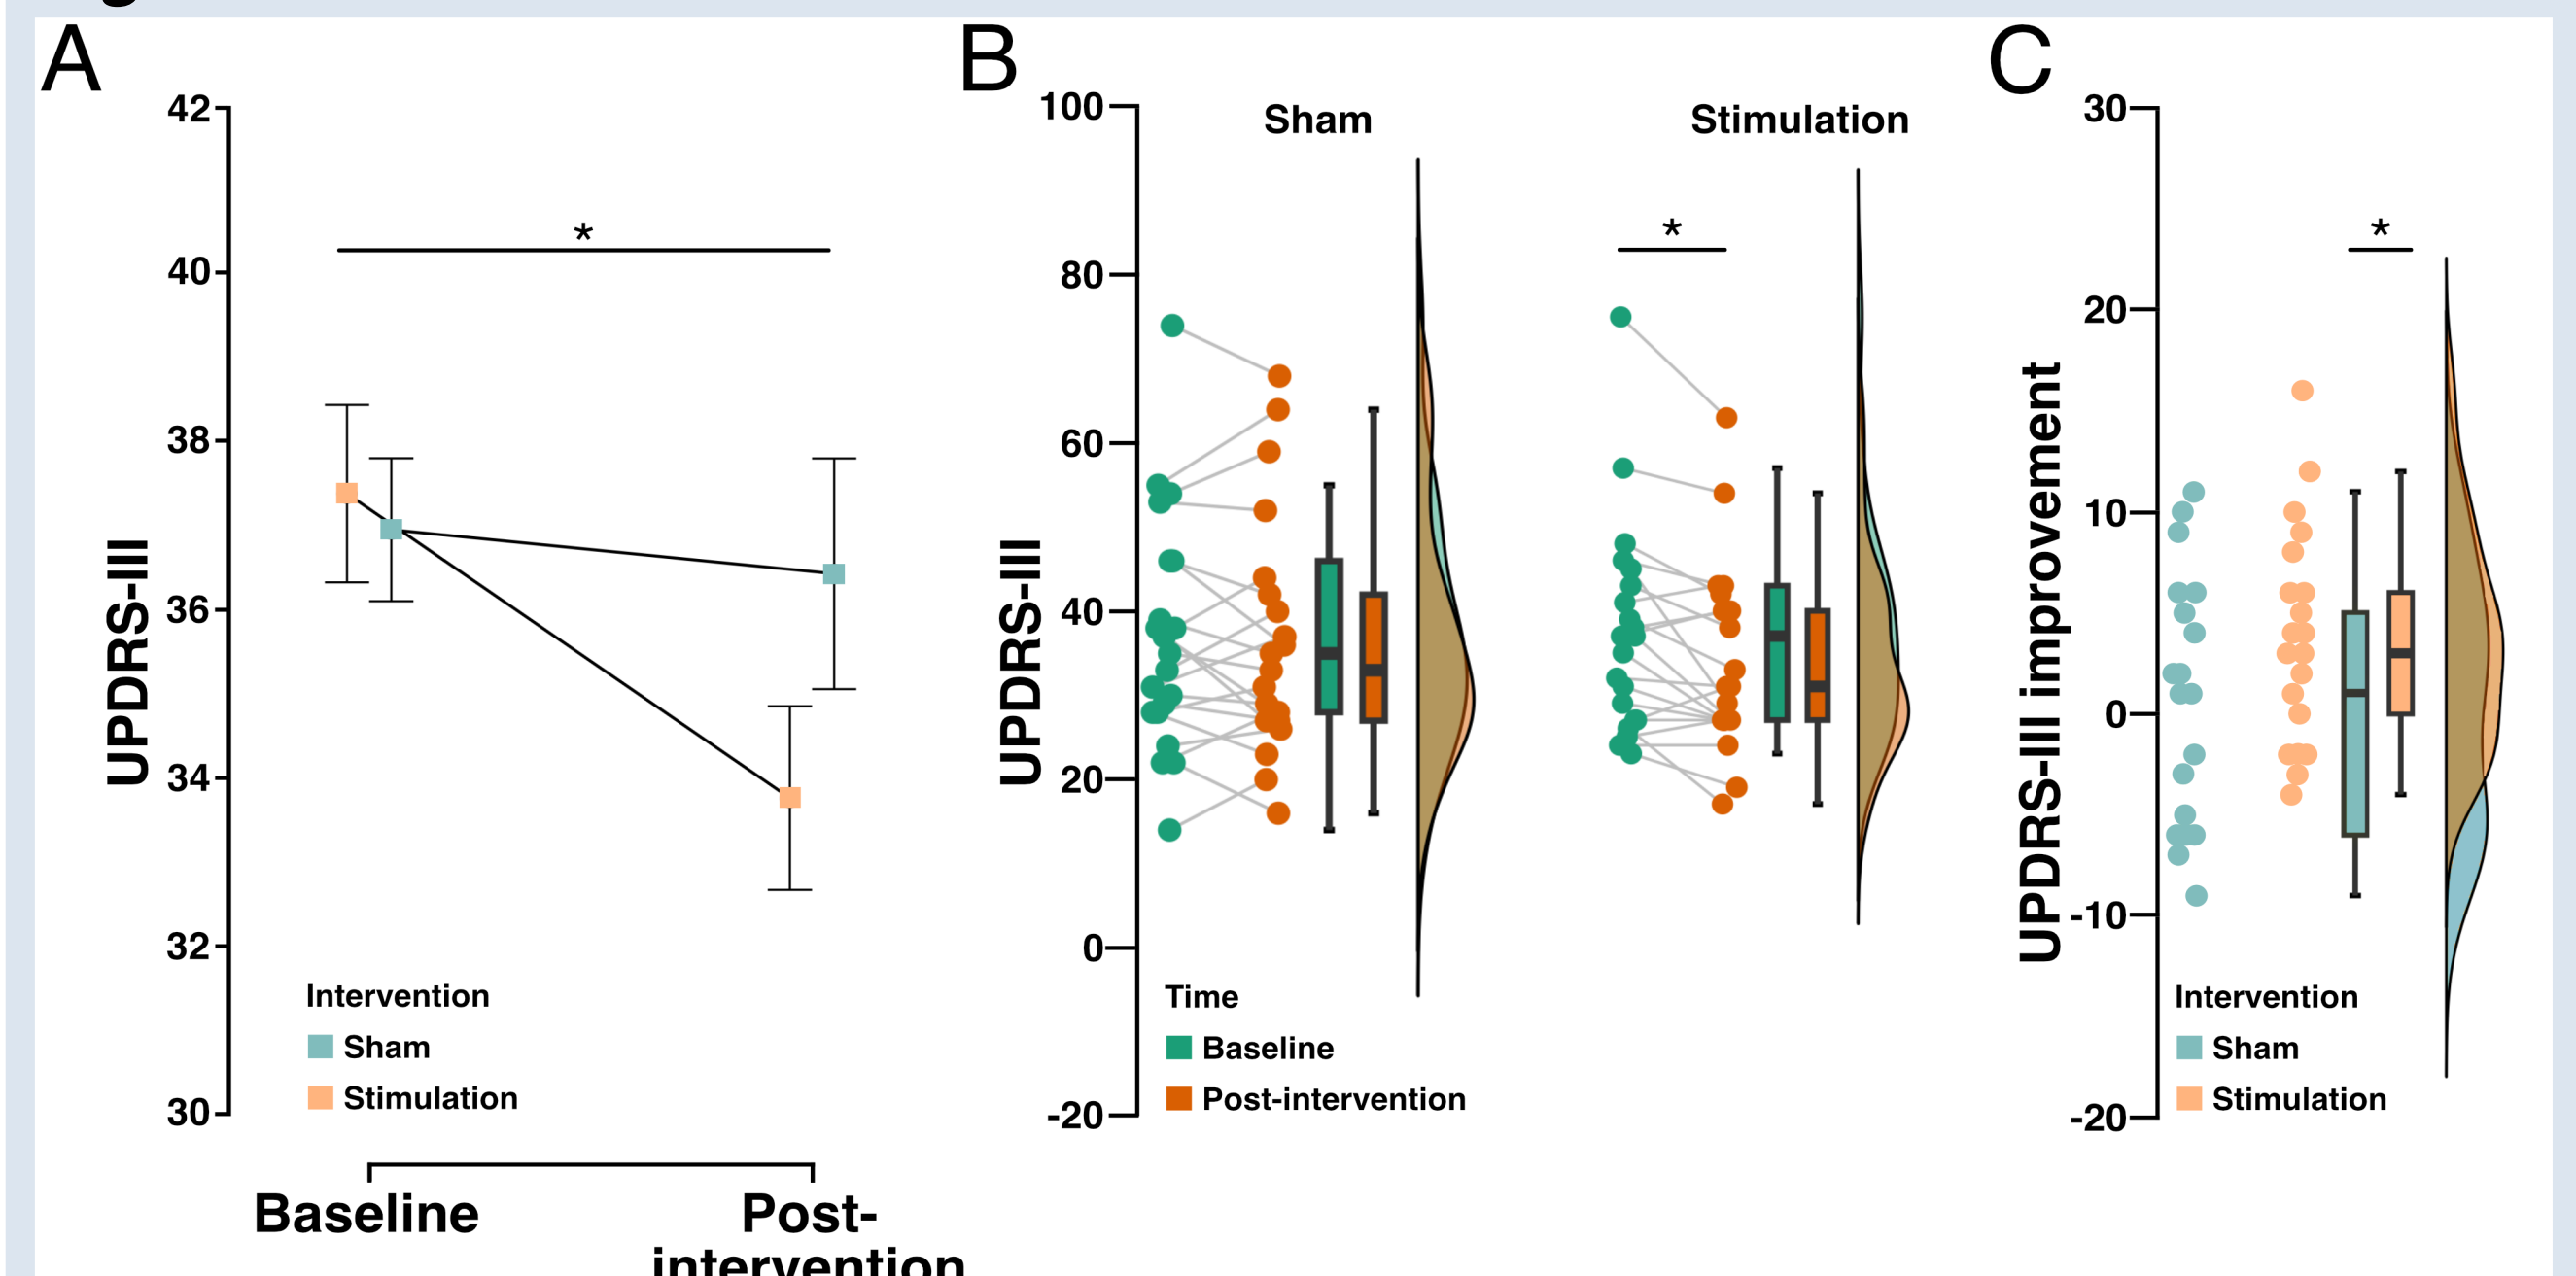 A
42
40
38
36
34
32
30
UPDRS-III
*
Intervention
Sham
Stimulation
Baseline
Post-
intervention
B
100
80
60
40
20
0
-20
UPDRS-III
Sham
Stimulation
*
Time
Baseline
Post-intervention
C
30
20
10
0
-10
-20
UPDRS-III improvement
*
Intervention
Sham
Stimulation